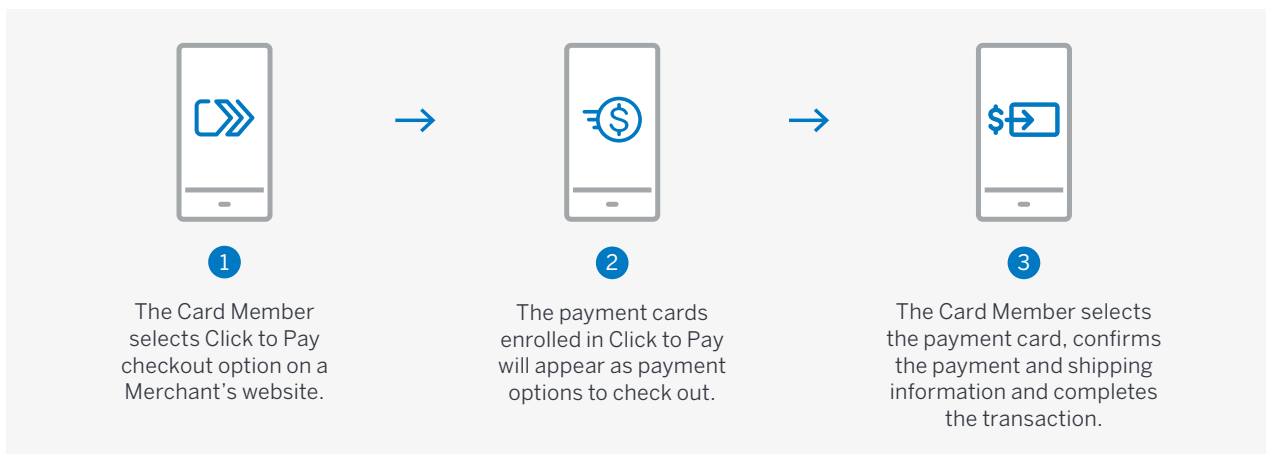 1
The Card Member
selects Click to Pay
checkout option on a
Merchant's website.
2
The payment cards
enrolled in Click to Pay
will appear as payment
options to check out.
3
The Card Member selects
the payment card, confirms
the payment and shipping
information and completes
the transaction.